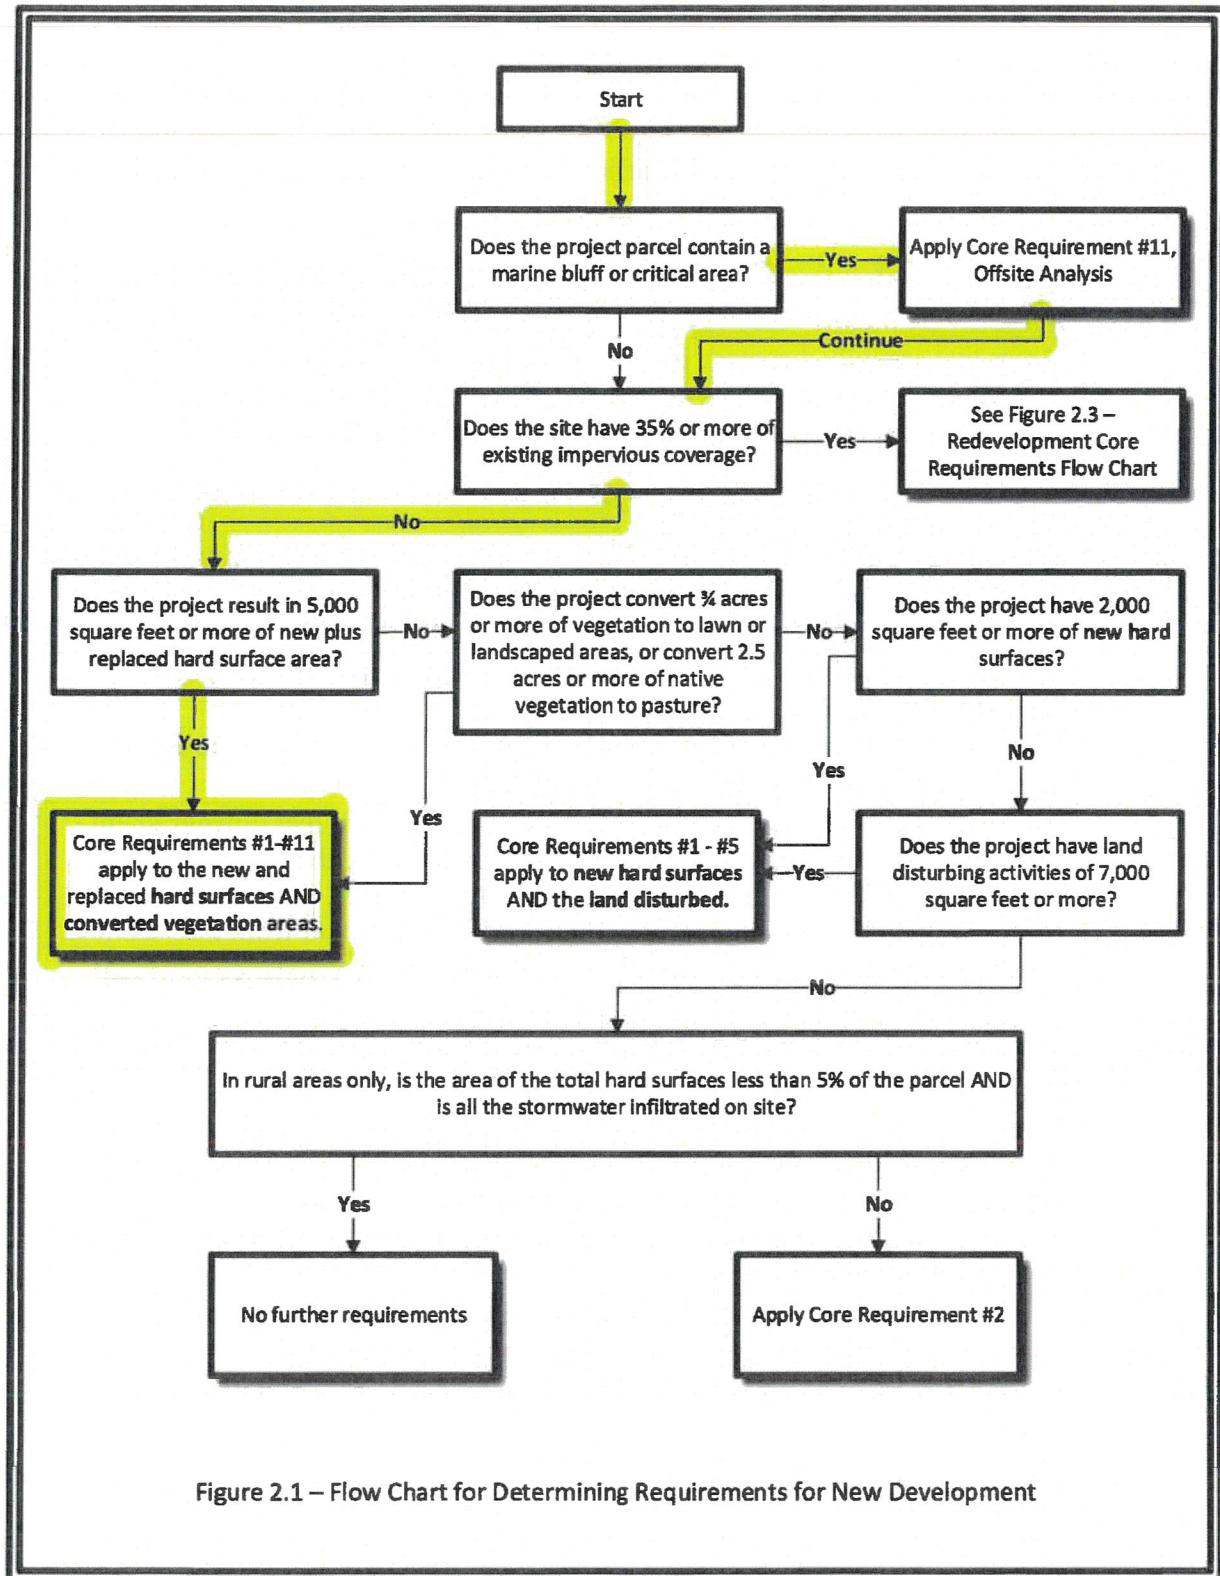 Start
Does the project parcel contain a
marine bluff or critical area?
Yes
Apply Core Requirement #11,
Offsite Analysis
No
Continue
Does the site have 35% or more of
existing impervious coverage?
Yes
See Figure 2.3 –
Redevelopment Core
Requirements Flow Chart
No
Does the project result in 5,000
square feet or more of new plus
replaced hard surface area?
No
Does the project convert ¾ acres
or more of vegetation to lawn or
landscaped areas, or convert 2.5
acres or more of native
vegetation to pasture?
No
Does the project have 2,000
square feet or more of new hard
surfaces?
Yes
Yes
Yes
No
Core Requirements #1-#11
apply to the new and
replaced hard surfaces AND
converted vegetation areas.
Core Requirements #1 - #5
apply to new hard surfaces
AND the land disturbed.
Yes
Does the project have land
disturbing activities of 7,000
square feet or more?
No
In rural areas only, is the area of the total hard surfaces less than 5% of the parcel AND
is all the stormwater infiltrated on site?
Yes
No
No further requirements
Apply Core Requirement #2
Figure 2.1 – Flow Chart for Determining Requirements for New Development